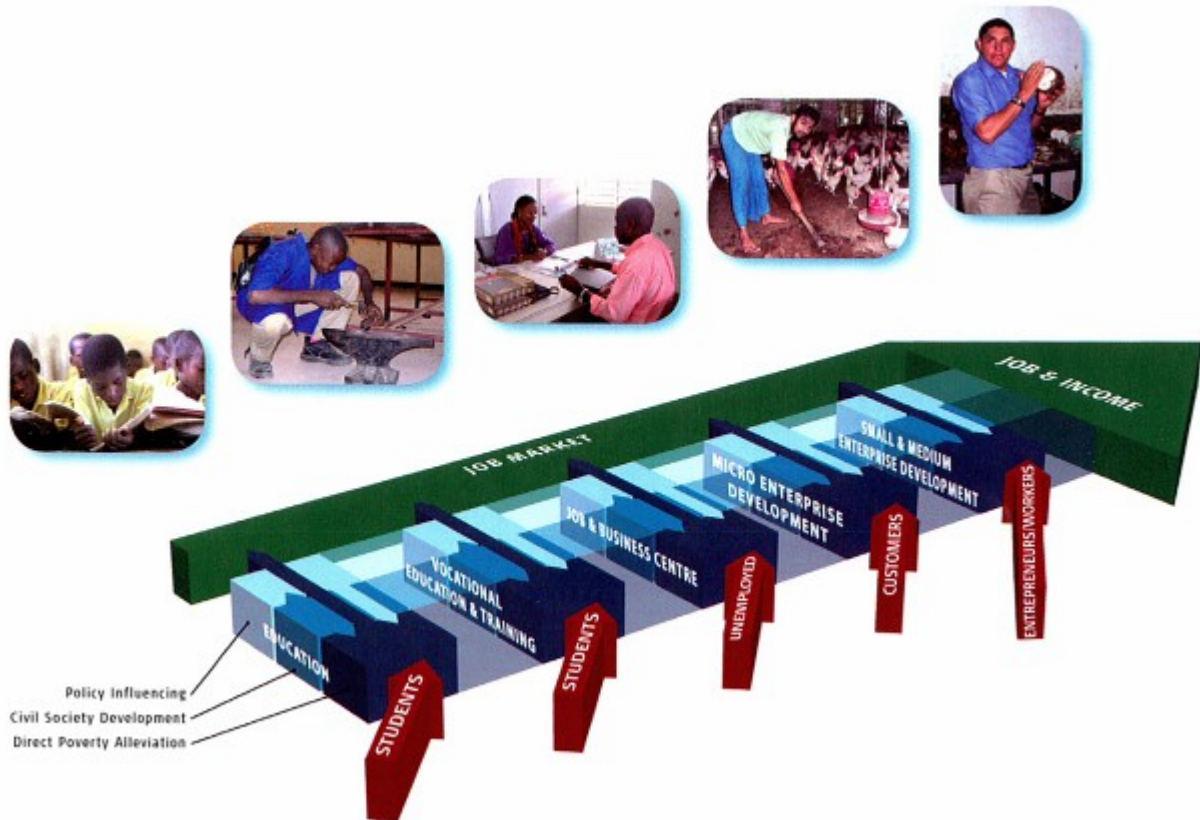 JOB & INCOME
JOB MARKET
SMALL & MEDIUM
ENTERPRISE DEVELOPMENT
MICRO ENTERPRISE
DEVELOPMENT
JOB & BUSINESS CENTRE
VOCATIONAL
EDUCATION & TRAINING
EDUCATION
Policy Influencing
Civil Society Development
Direct Poverty Alleviation
STUDENTS
STUDENTS
UNEMPLOYED
CUSTOMERS
ENTREPRENEURS/WORKERS